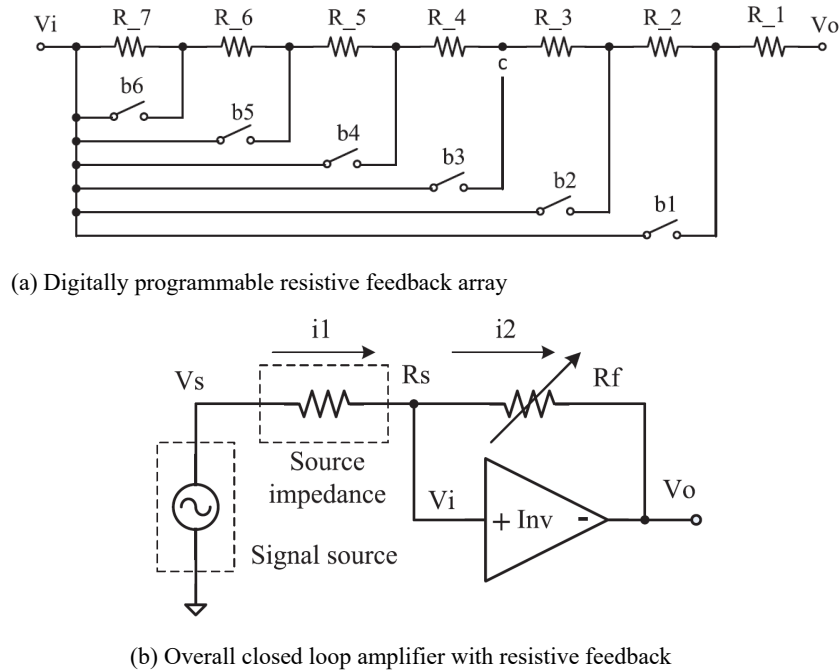 Vi R_7 R_6 R_5 R_4 R_3 R_2 R_1 Vo
c
b6
b5
b4
b3
b2
b1
(a) Digitally programmable resistive feedback array
i1 i2
Vs Rs Rf
Source
impedance
Vi + Inv - Vo
Signal source
(b) Overall closed loop amplifier with resistive feedback